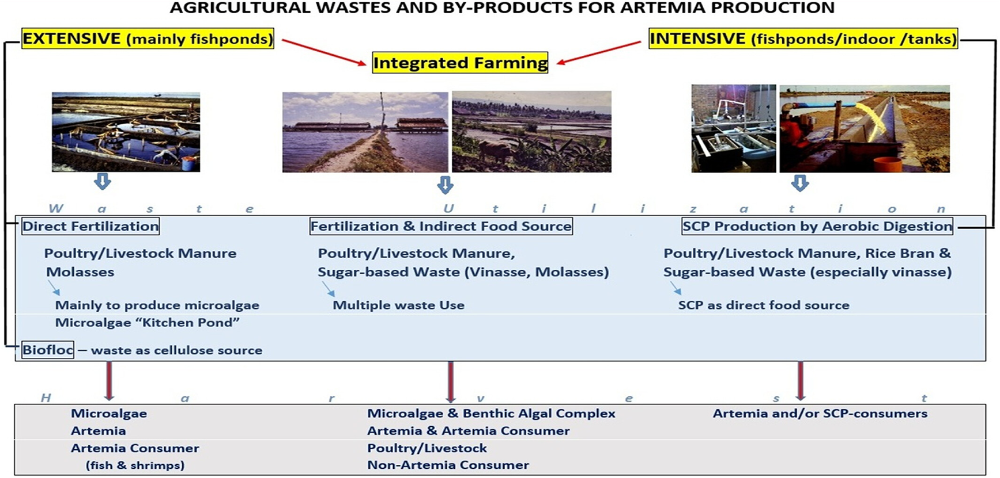 AGRICULTURAL WASTES AND BY-PRODUCTS FOR ARTEMIA PRODUCTION
EXTENSIVE (mainly fishponds)
INTENSIVE (fishponds/indoor /tanks)
Integrated Farming
Waste Utilization
Direct Fertilization
Poultry/Livestock Manure
Molasses
Mainly to produce microalgae
Microalgae “Kitchen Pond”
Biofloc – waste as cellulose source
Fertilization & Indirect Food Source
Poultry/Livestock Manure,
Sugar-based Waste (Vinasse, Molasses)
Multiple waste Use
SCP Production by Aerobic Digestion
Poultry/Livestock Manure, Rice Bran &
Sugar-based Waste (especially vinasse)
SCP as direct food source
Harvest
Microalgae
Artemia
Artemia Consumer
(fish & shrimps)
Microalgae & Benthic Algal Complex
Artemia & Artemia Consumer
Poultry/Livestock
Non-Artemia Consumer
Artemia and/or SCP-consumers